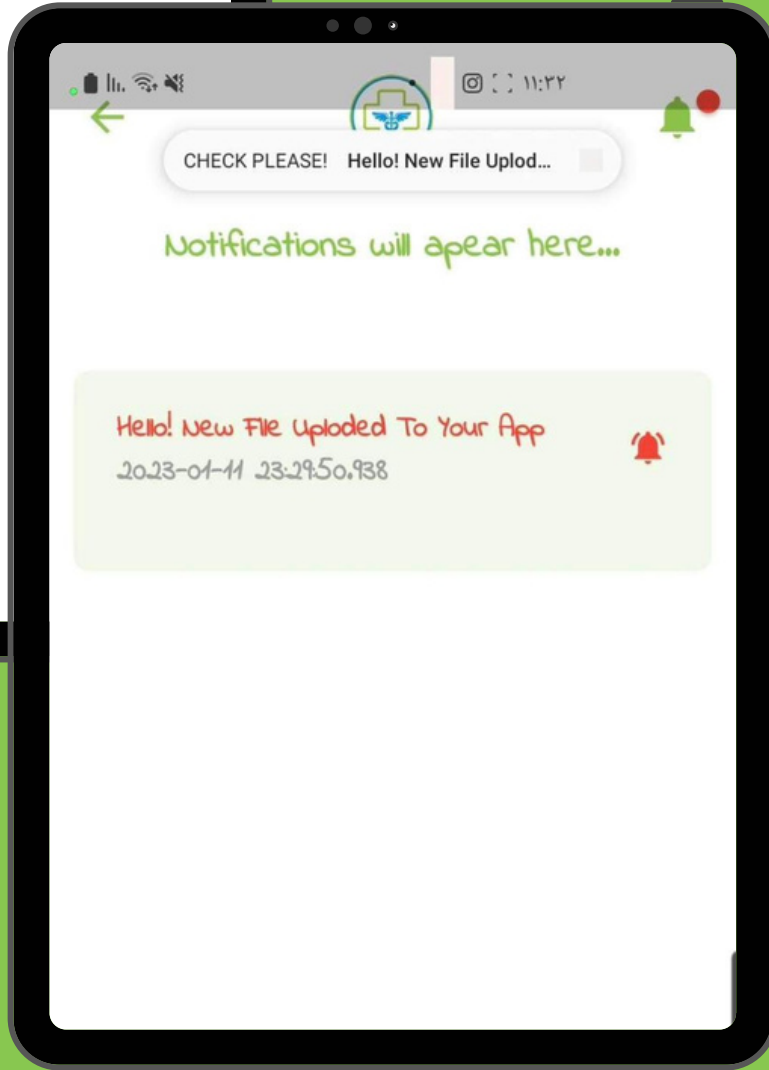 ١١:٣٢
CHECK PLEASE! Hello! New File Uplod...
Notifications will apear here...
Hello! New File Uploded To Your App
2023-01-11 23:29:50.938